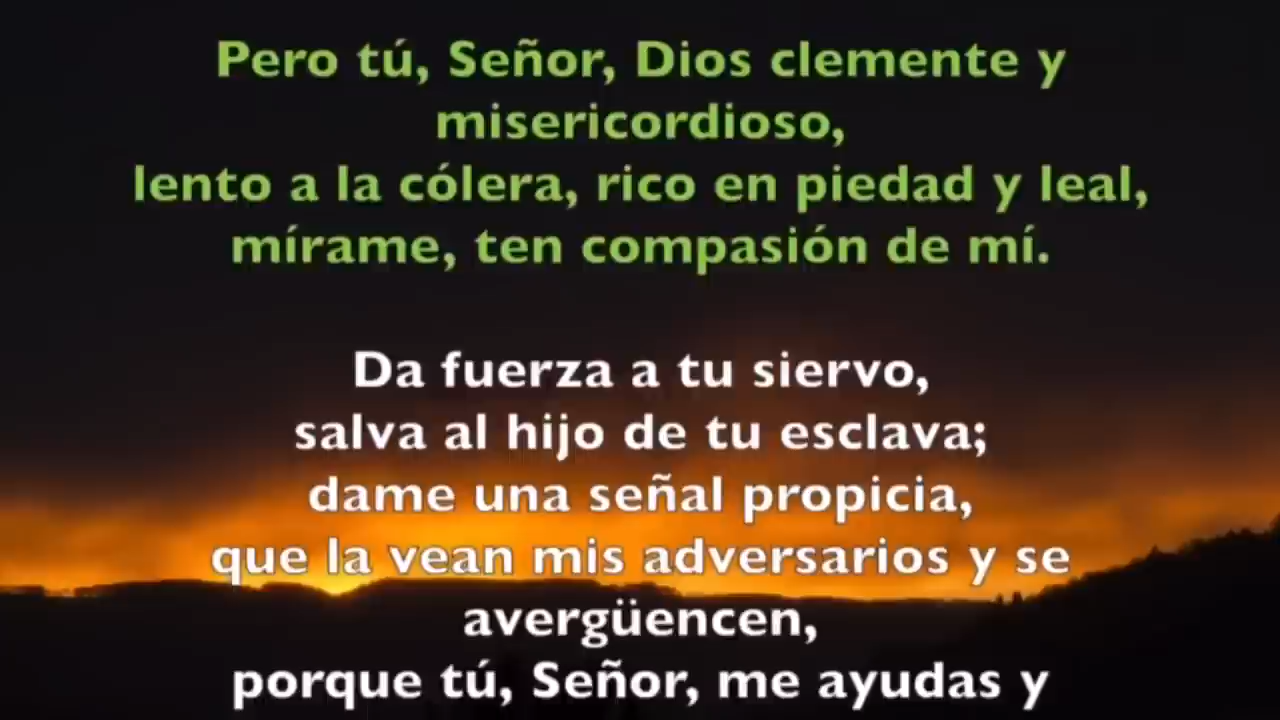 Pero tú, Señor, Dios clemente y
misericordioso,
lento a la cólera, rico en piedad y leal,
mírame, ten compasión de mí.
Da fuerza a tu siervo,
salva al hijo de tu esclava;
dame una señal propicia,
que la vean mis adversarios y se
avergüencen,
porque tú, Señor, me ayudas y